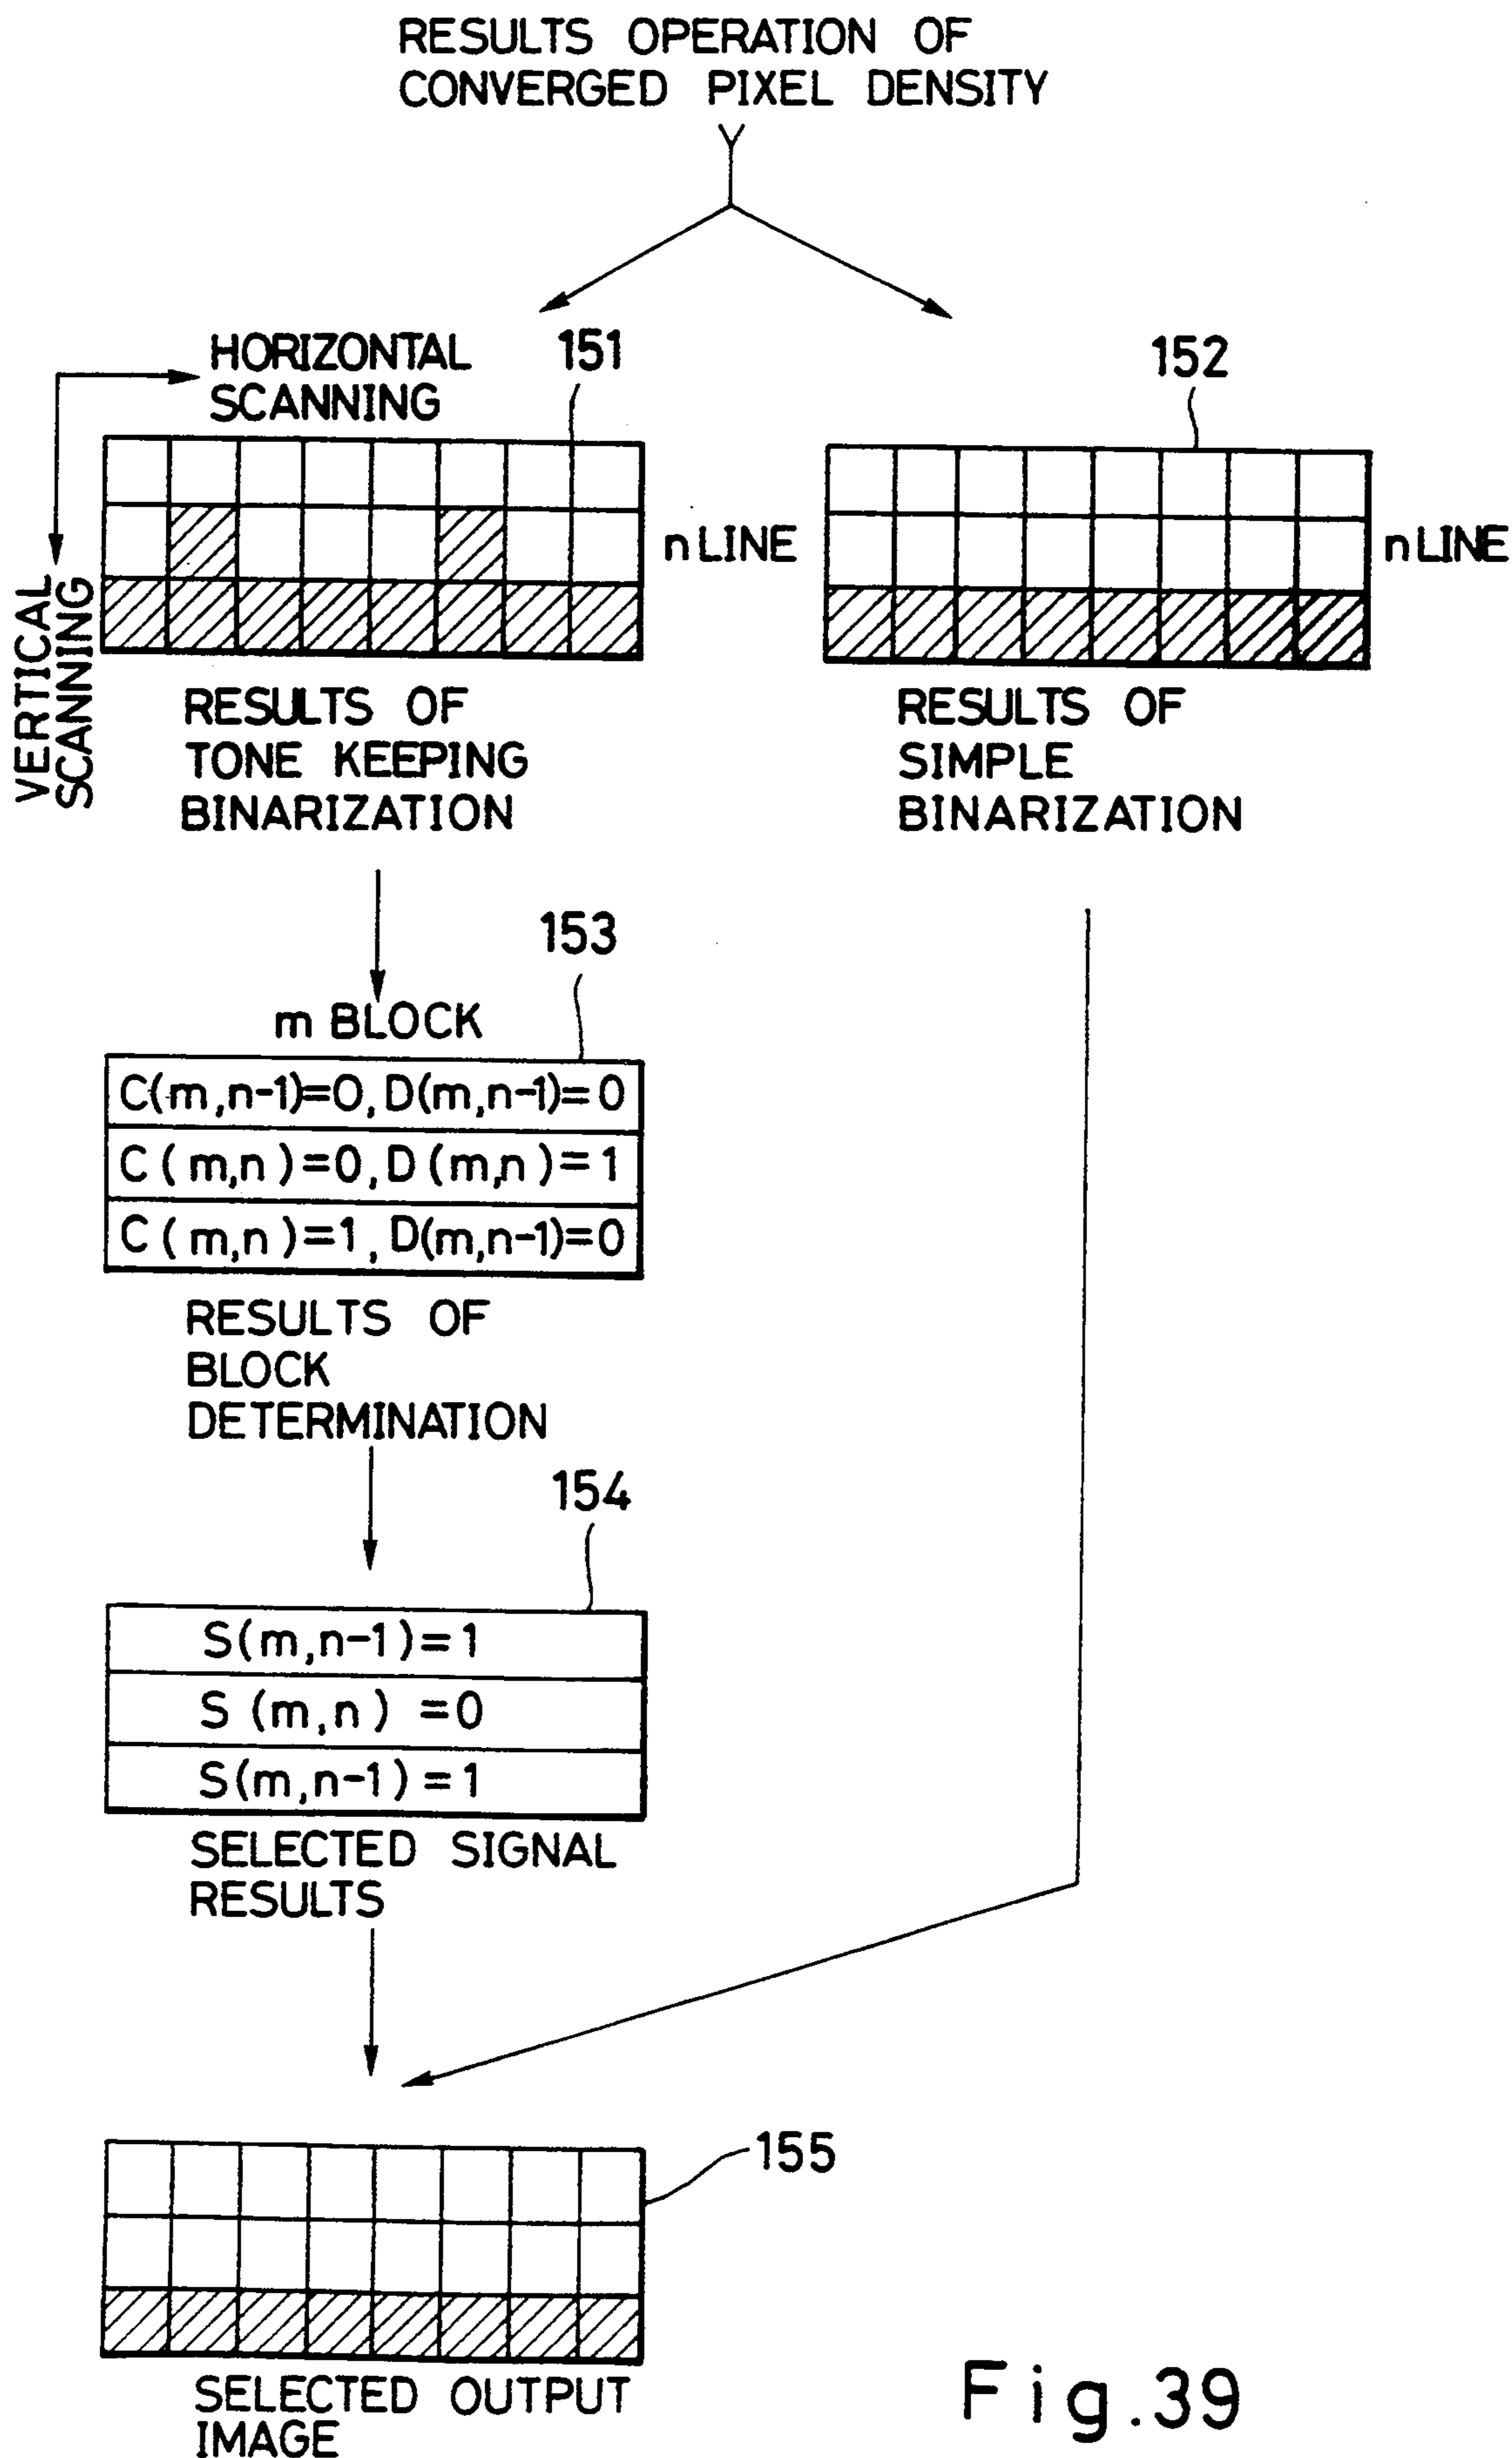 RESULTS OPERATION OF
CONVERGED PIXEL DENSITY
HORIZONTAL
SCANNING
151
152
VERTICAL
SCANNING
n LINE
n LINE
RESULTS OF
TONE KEEPING
BINARIZATION
RESULTS OF
SIMPLE
BINARIZATION
153
m BLOCK
C(m,n-1)=0, D(m,n-1)=0
C(m,n)=0, D(m,n)=1
C(m,n)=1, D(m,n-1)=0
RESULTS OF
BLOCK
DETERMINATION
154
S(m,n-1)=1
S(m,n)=0
S(m,n-1)=1
SELECTED SIGNAL
RESULTS
155
SELECTED OUTPUT
IMAGE
Fig.39